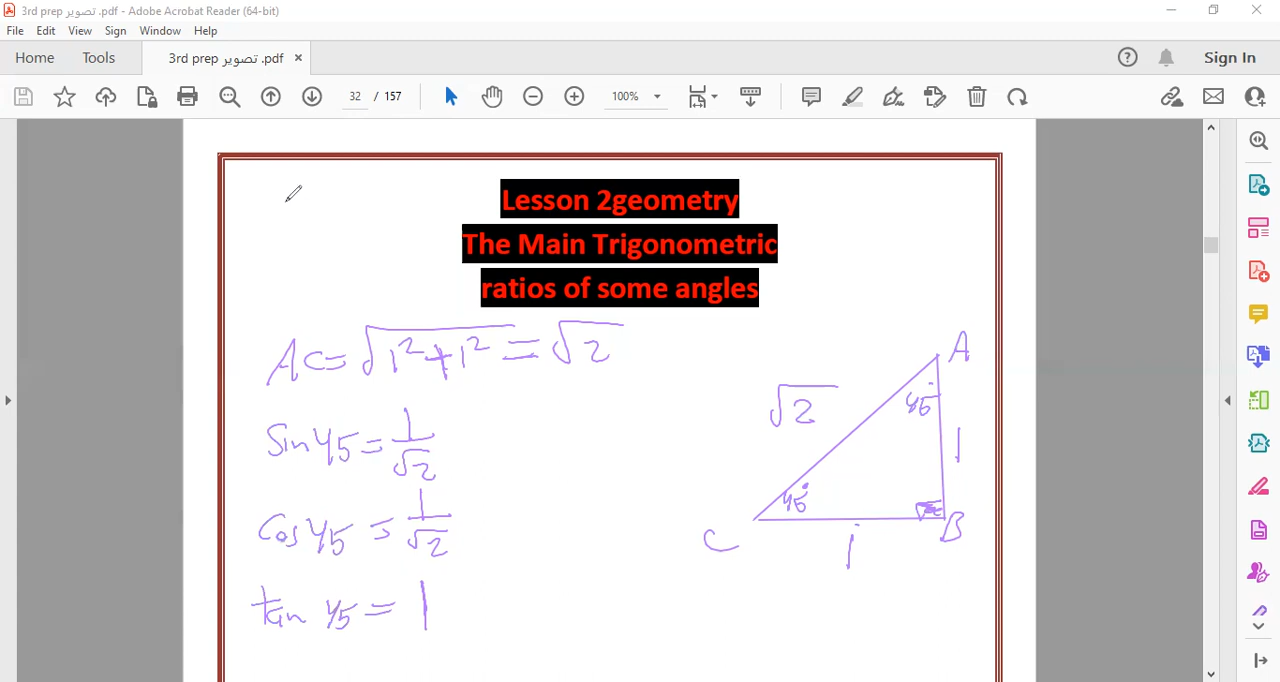 3rd prep تصوير .pdf - Adobe Acrobat Reader (64-bit)
File Edit View Sign Window Help
Home Tools 3rd prep تصوير .pdf × Sign In
32 / 157 100%
Lesson 2geometry
The Main Trigonometric
ratios of some angles
AC = √1²+1² = √2
A
√2
45°
Sin 45 = 1/√2
1
45°
Cos 45 = 1/√2
C
1
B
tan 45 = 1